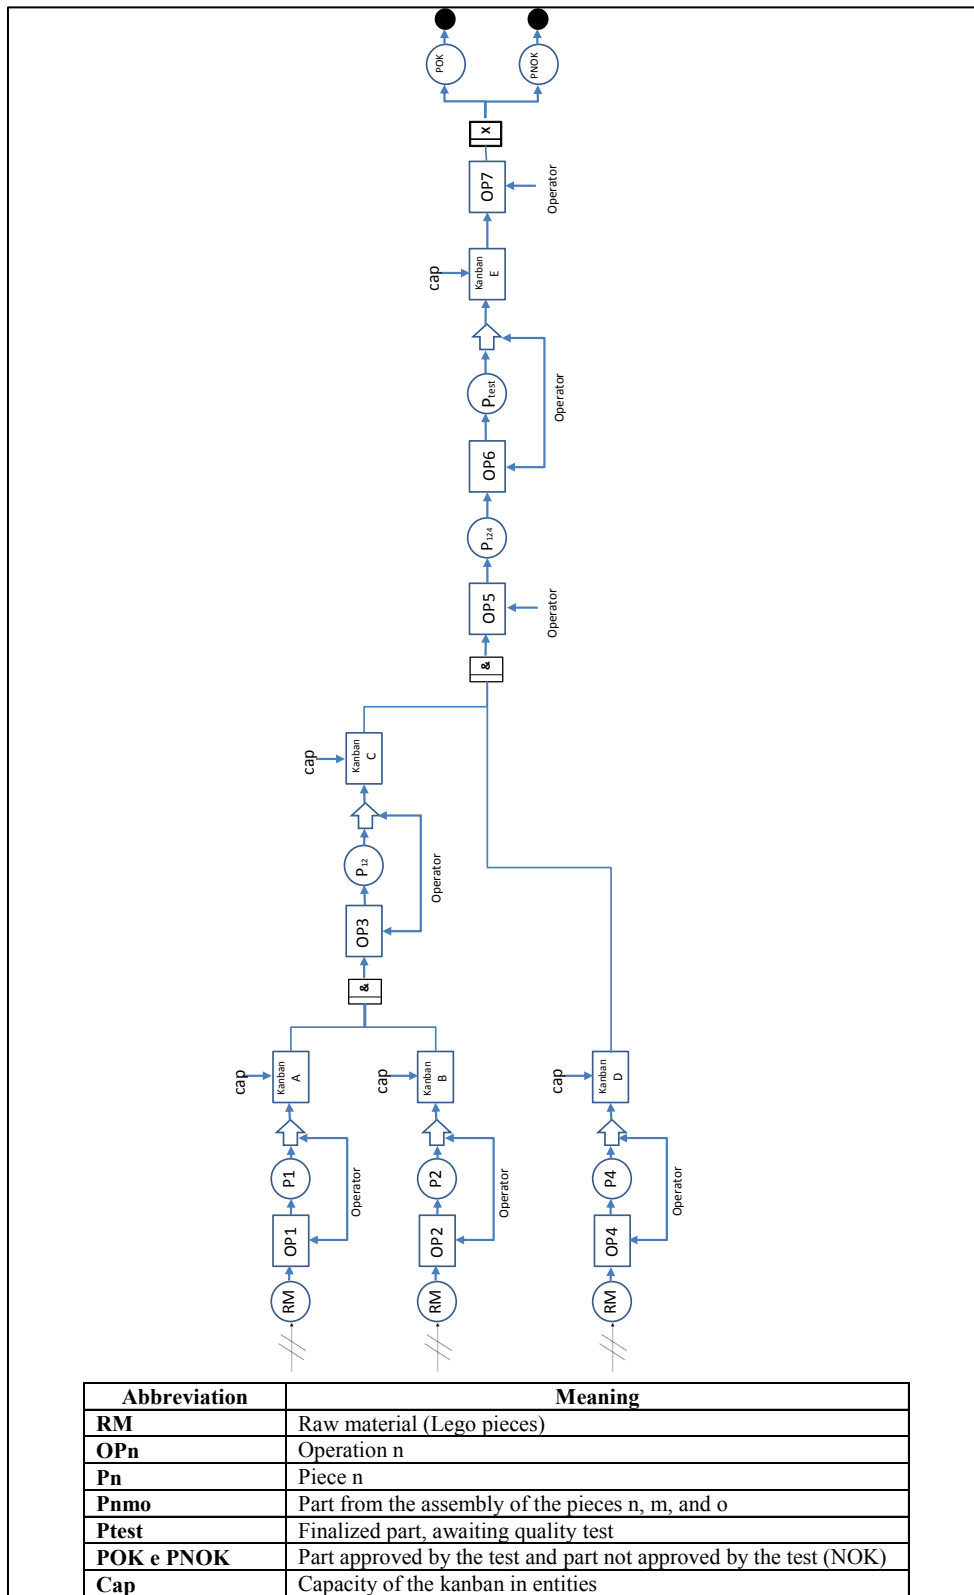 POK
PNOK
X
OP7
Operator
cap
Kanban
E
Ptest
Operator
OP6
P124
OP5
Operator
&
cap
Kanban
C
P12
Operator
OP3
&
cap
Kanban
A
cap
Kanban
B
cap
Kanban
D
P1
P2
P4
Operator
Operator
Operator
OP1
OP2
OP4
RM
RM
RM
Abbreviation Meaning
RM Raw material (Lego pieces)
OPn Operation n
Pn Piece n
Pnmo Part from the assembly of the pieces n, m, and o
Ptest Finalized part, awaiting quality test
POK e PNOK Part approved by the test and part not approved by the test (NOK)
Cap Capacity of the kanban in entities